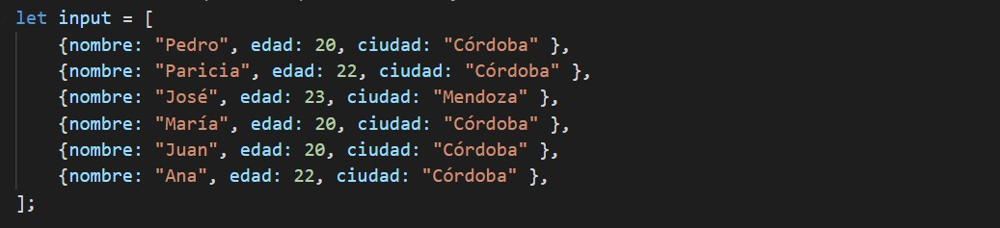 let input = [
{nombre: "Pedro", edad: 20, ciudad: "Córdoba" },
{nombre: "Paricia", edad: 22, ciudad: "Córdoba" },
{nombre: "José", edad: 23, ciudad: "Mendoza" },
{nombre: "María", edad: 20, ciudad: "Córdoba" },
{nombre: "Juan", edad: 20, ciudad: "Córdoba" },
{nombre: "Ana", edad: 22, ciudad: "Córdoba" },
];